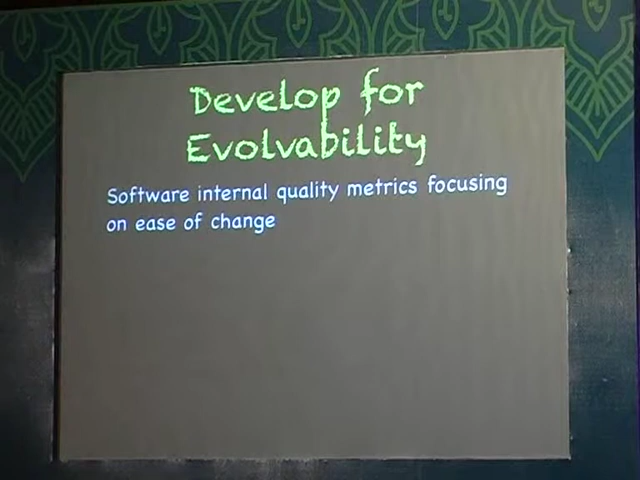 Develop for
Evolvability
Software internal quality metrics focusing
on ease of change